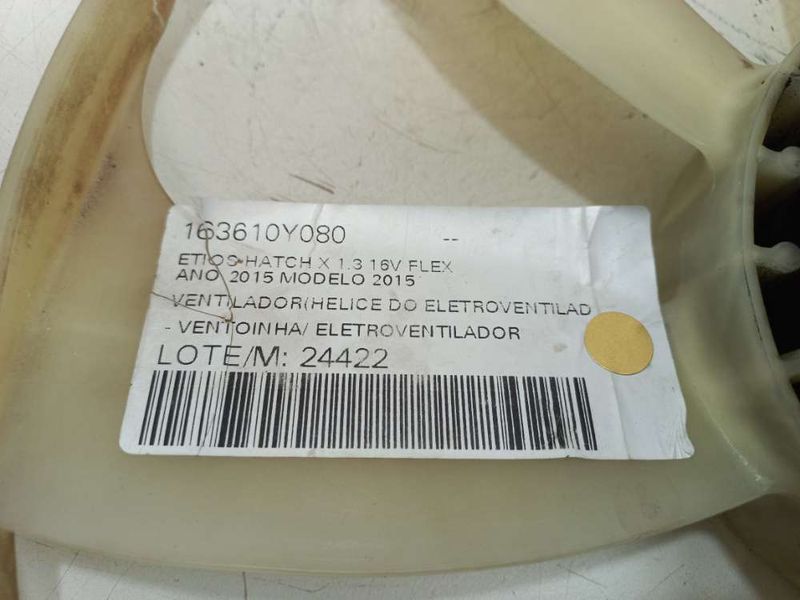 163610Y080 --
ETIOS HATCH X 1.3 16V FLEX
ANO 2015 MODELO 2015
VENTILADOR(HELICE DO ELETROVENTILAD
- VENTOINHA/ ELETROVENTILADOR
LOTE/M: 24422